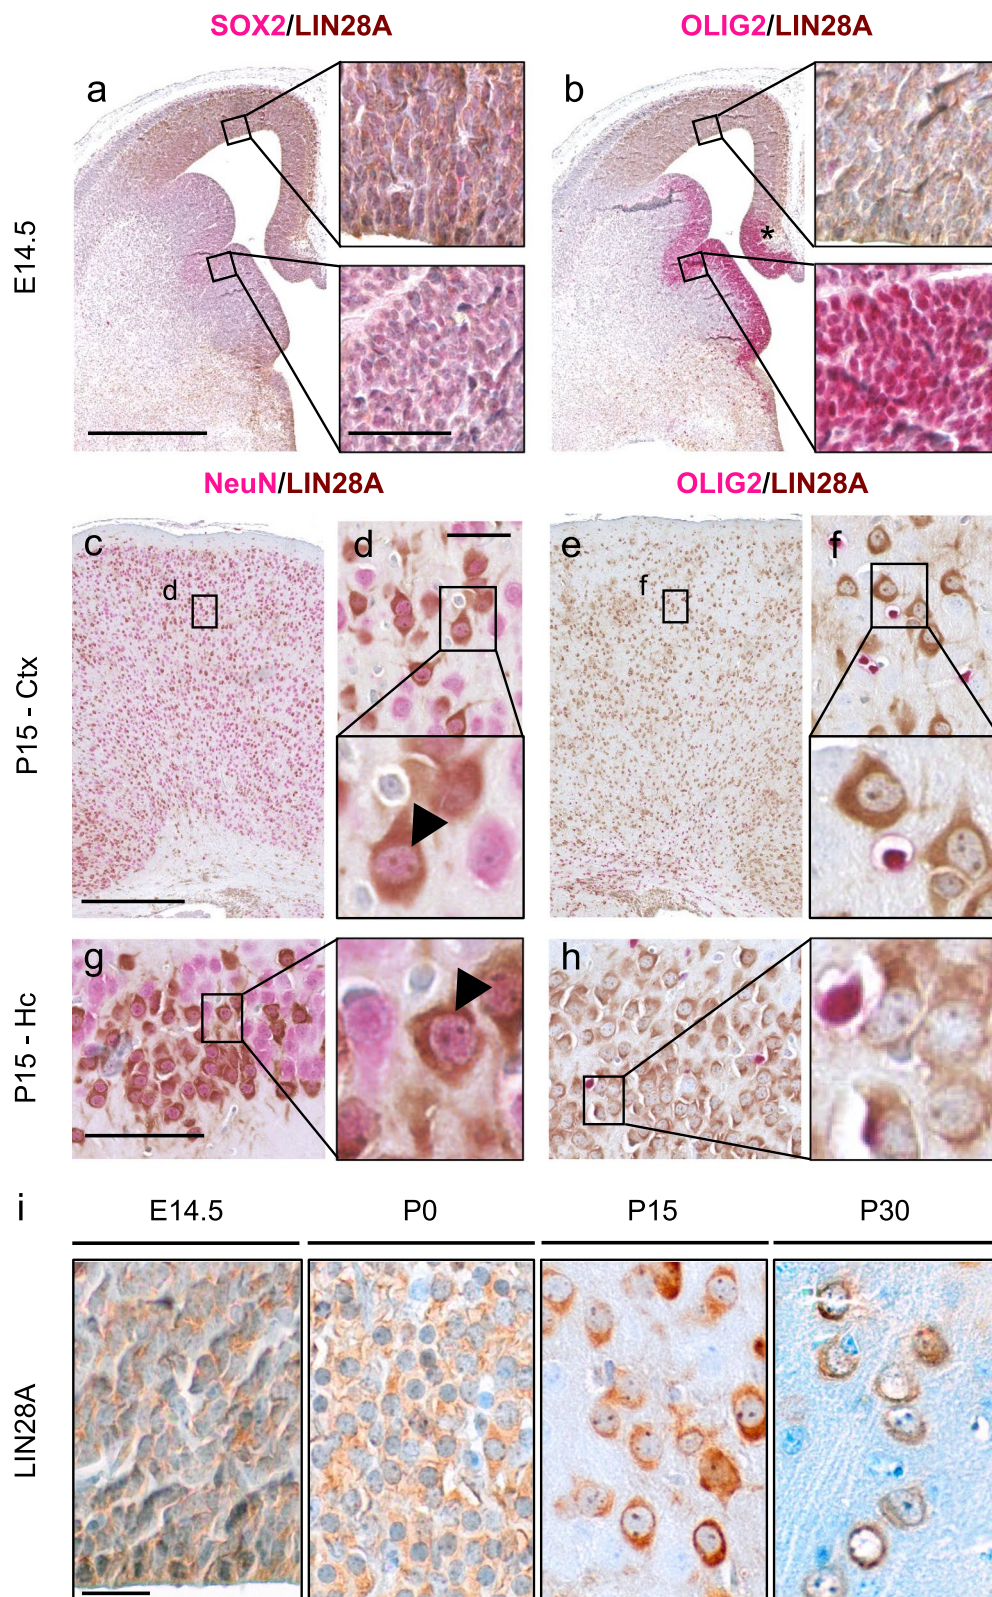 SOX2/LIN28A
OLIG2/LIN28A
E14.5
a
b
*
NeuN/LIN28A
OLIG2/LIN28A
P15 - Ctx
c
d
d
e
f
f
P15 - Hc
g
h
i
E14.5
P0
P15
P30
LIN28A